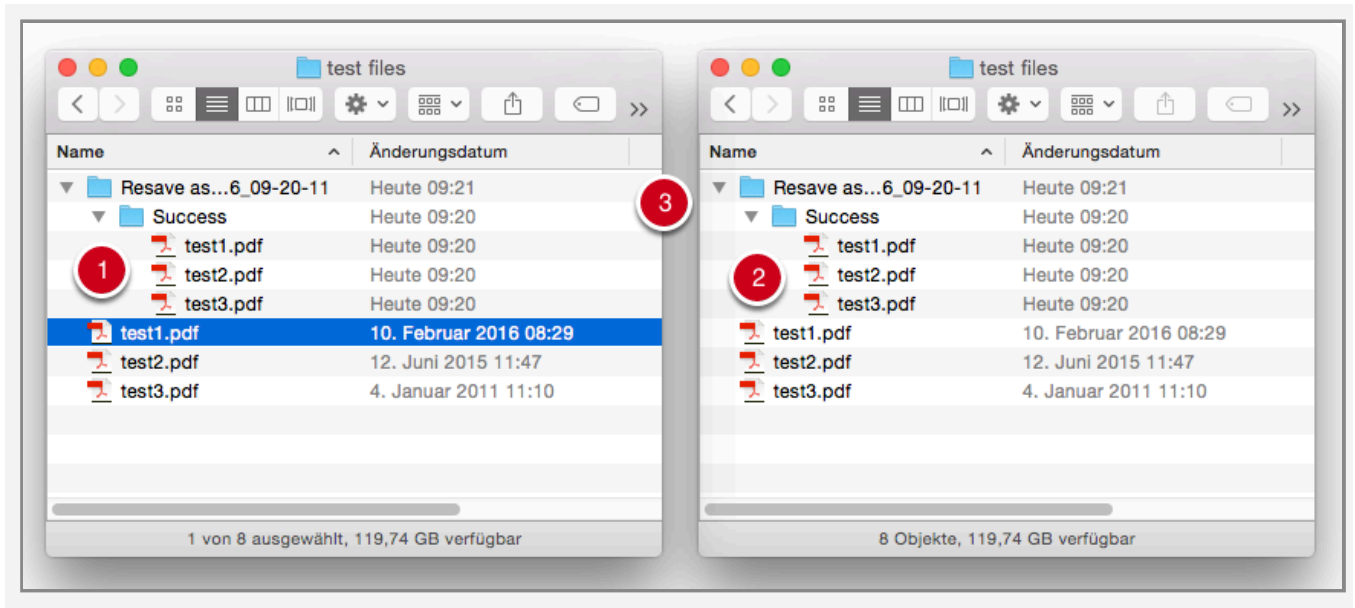 test files
Name Änderungsdatum
Resave as...6_09-20-11 Heute 09:21
Success Heute 09:20
test1.pdf Heute 09:20
test2.pdf Heute 09:20
test3.pdf Heute 09:20
test1.pdf 10. Februar 2016 08:29
test2.pdf 12. Juni 2015 11:47
test3.pdf 4. Januar 2011 11:10
1 von 8 ausgewählt, 119,74 GB verfügbar
1
3
test files
Name Änderungsdatum
Resave as...6_09-20-11 Heute 09:21
Success Heute 09:20
test1.pdf Heute 09:20
test2.pdf Heute 09:20
test3.pdf Heute 09:20
test1.pdf 10. Februar 2016 08:29
test2.pdf 12. Juni 2015 11:47
test3.pdf 4. Januar 2011 11:10
8 Objekte, 119,74 GB verfügbar
2